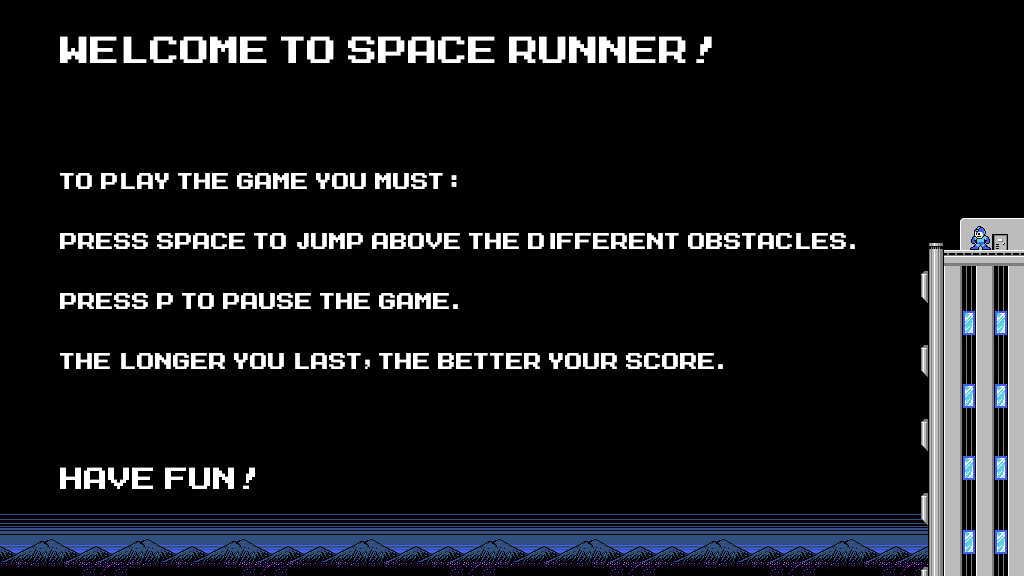 WELCOME TO SPACE RUNNER!
TO PLAY THE GAME YOU MUST:
PRESS SPACE TO JUMP ABOVE THE DIFFERENT OBSTACLES.
PRESS P TO PAUSE THE GAME.
THE LONGER YOU LAST, THE BETTER YOUR SCORE.
HAVE FUN!